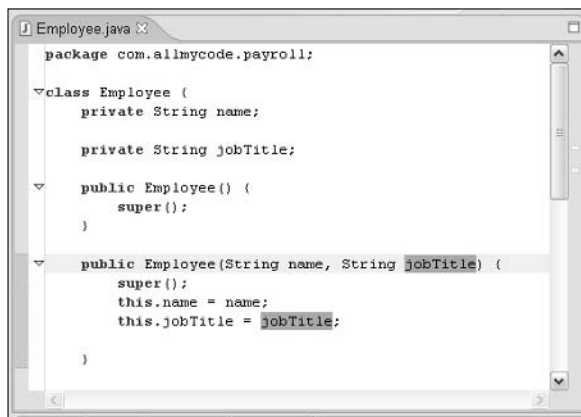 Employee.java
package com.allmycode.payroll;
class Employee {
private String name;
private String jobTitle;
public Employee() {
super();
}
public Employee(String name, String jobTitle) {
super();
this.name = name;
this.jobTitle = jobTitle;
}